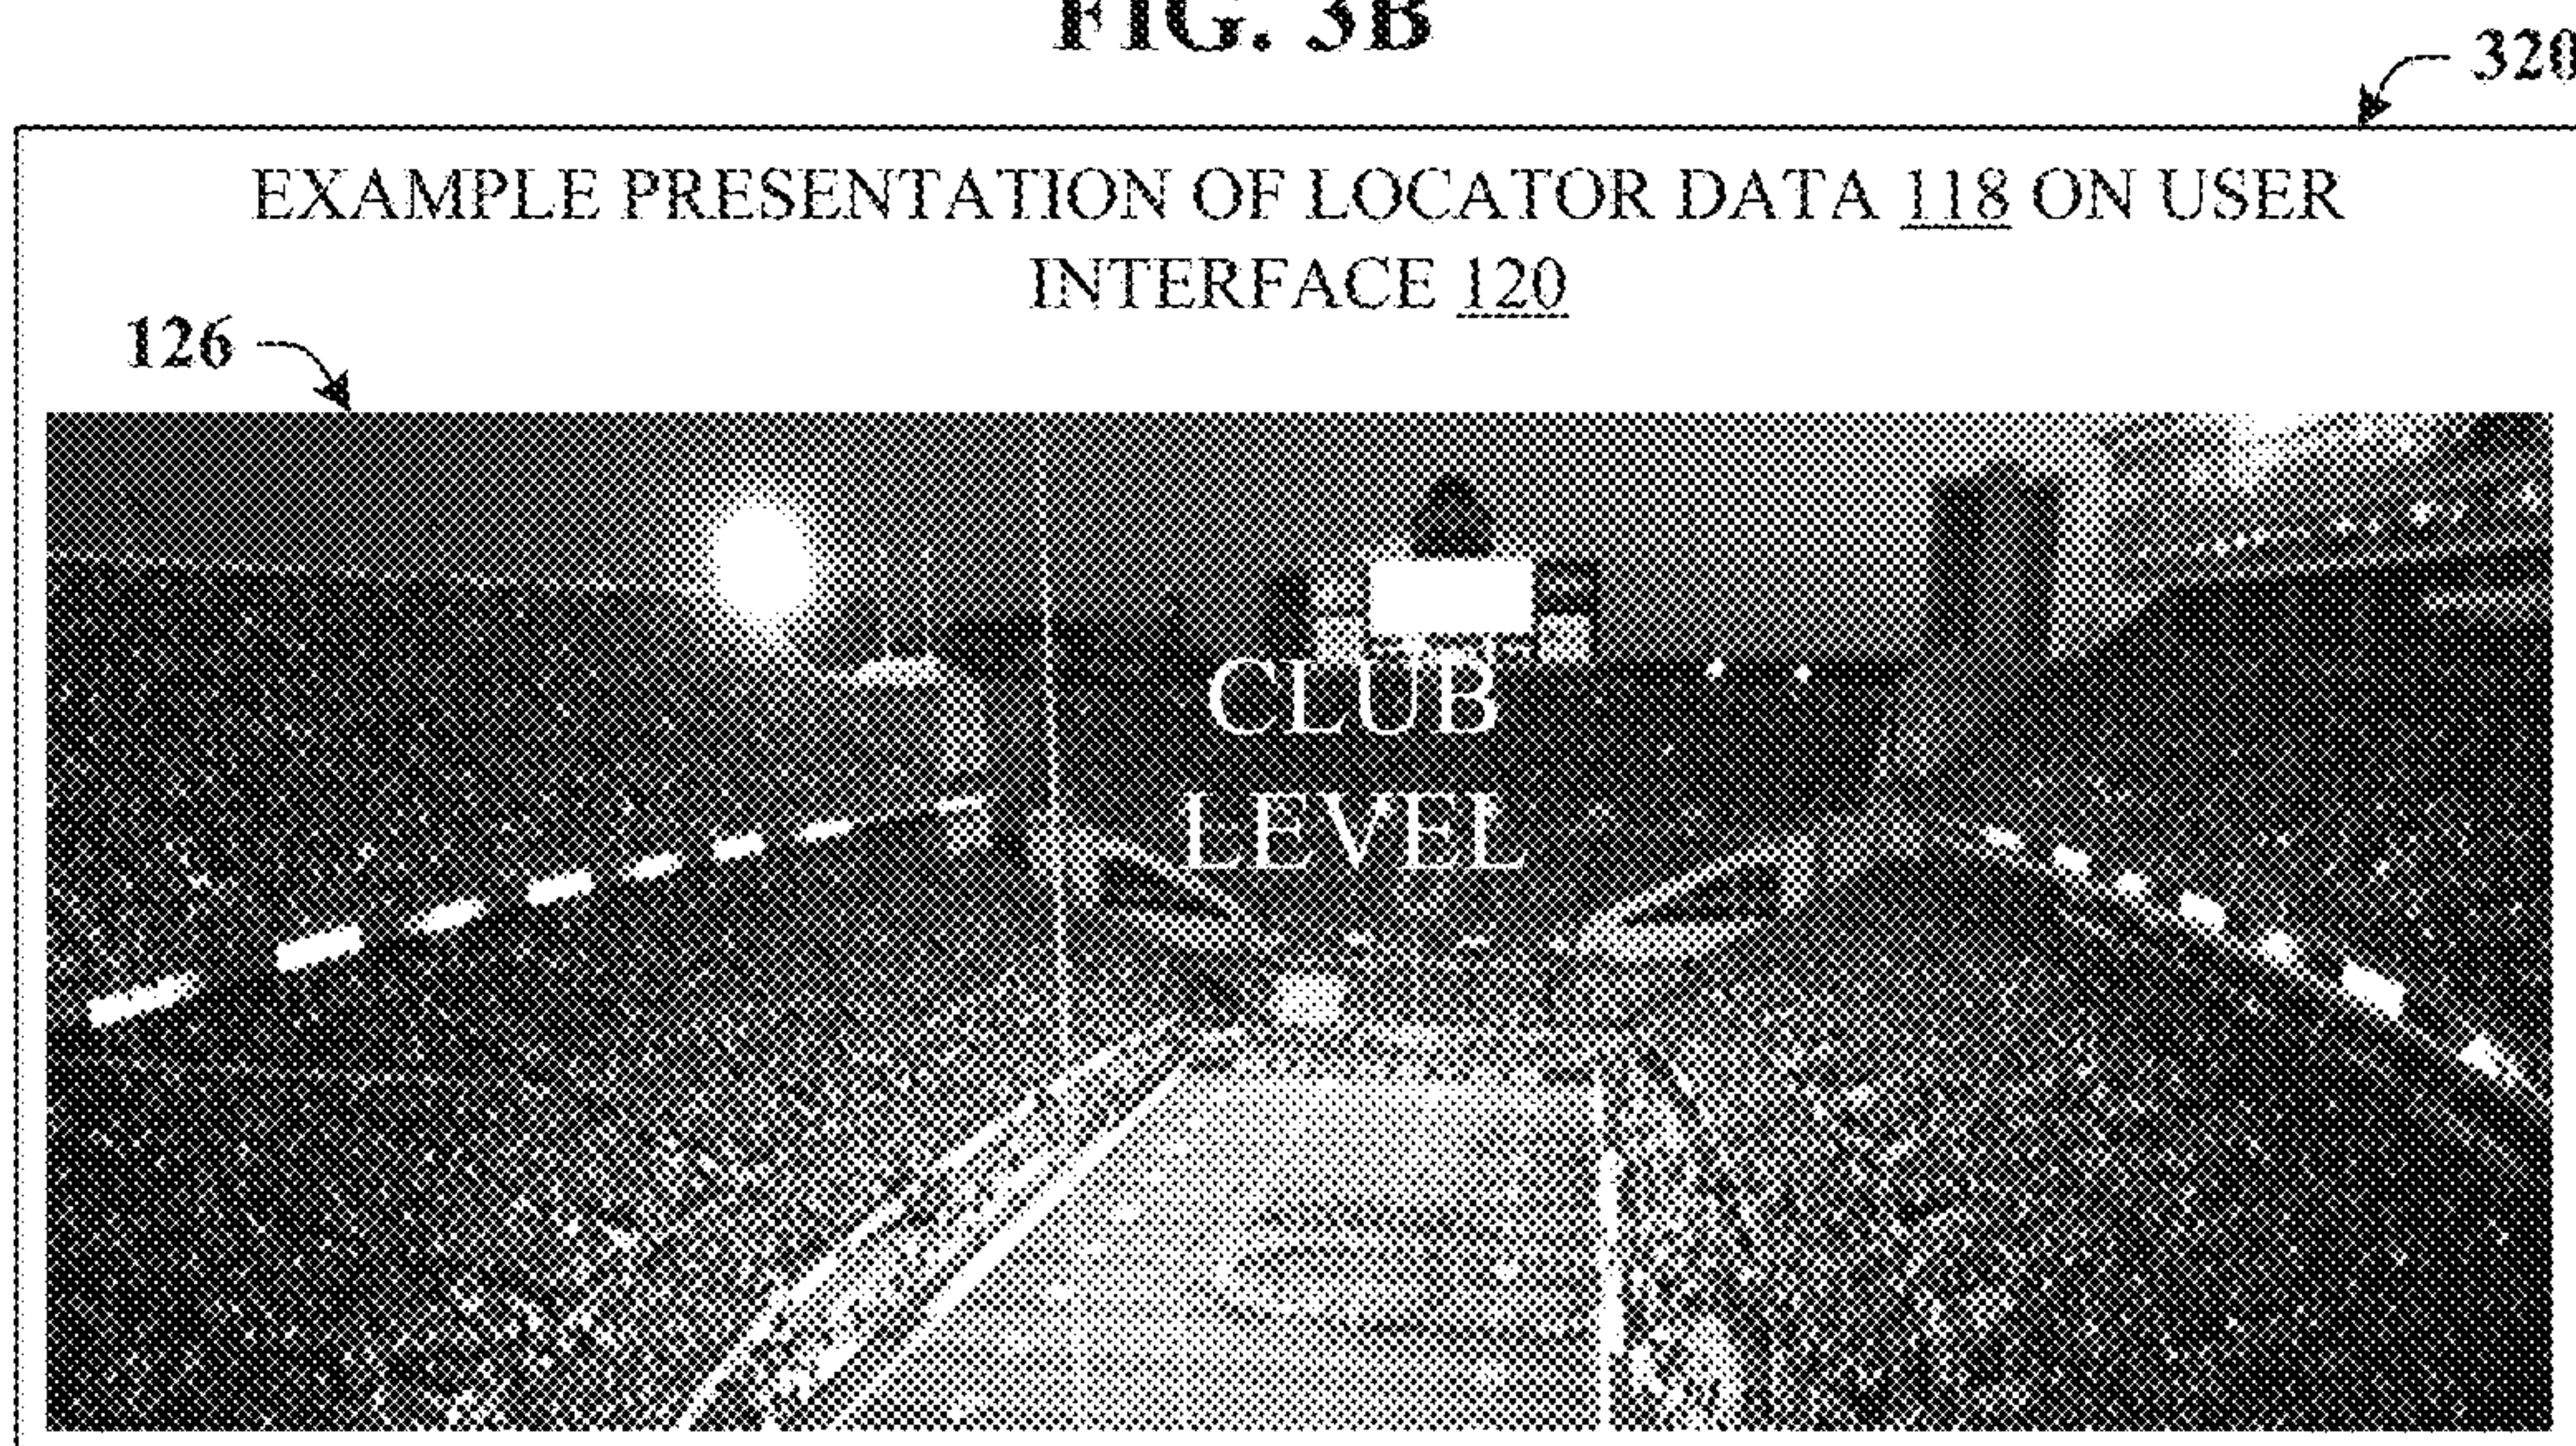 FIG. 3B
320
EXAMPLE PRESENTATION OF LOCATOR DATA 118 ON USER
INTERFACE 120
126
CLUB
LEVEL